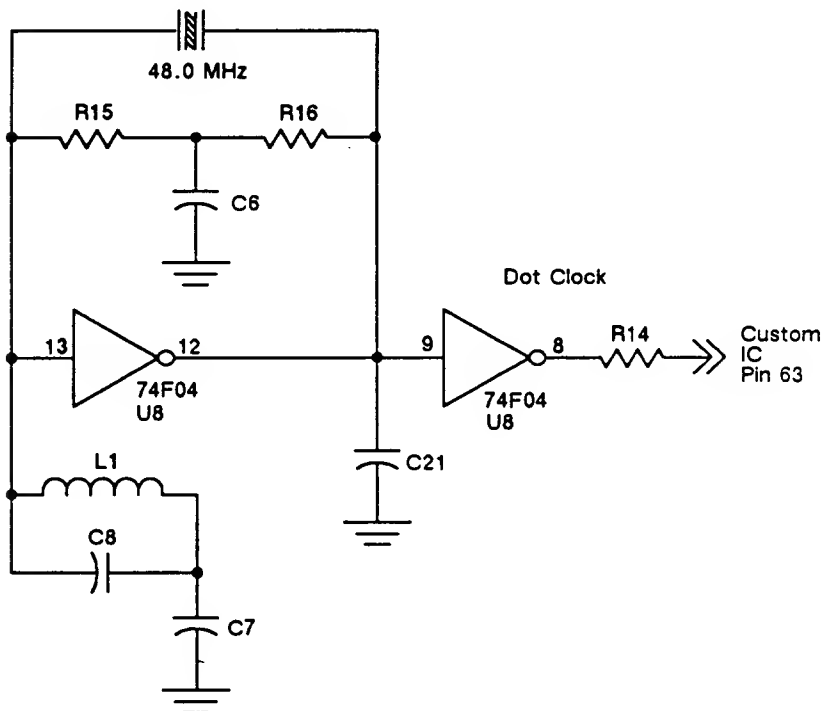 48.0 MHz
R15
R16
C6
Dot Clock
13
12
9
8
R14
Custom
IC
Pin 63
74F04
U8
74F04
U8
L1
C21
C8
C7